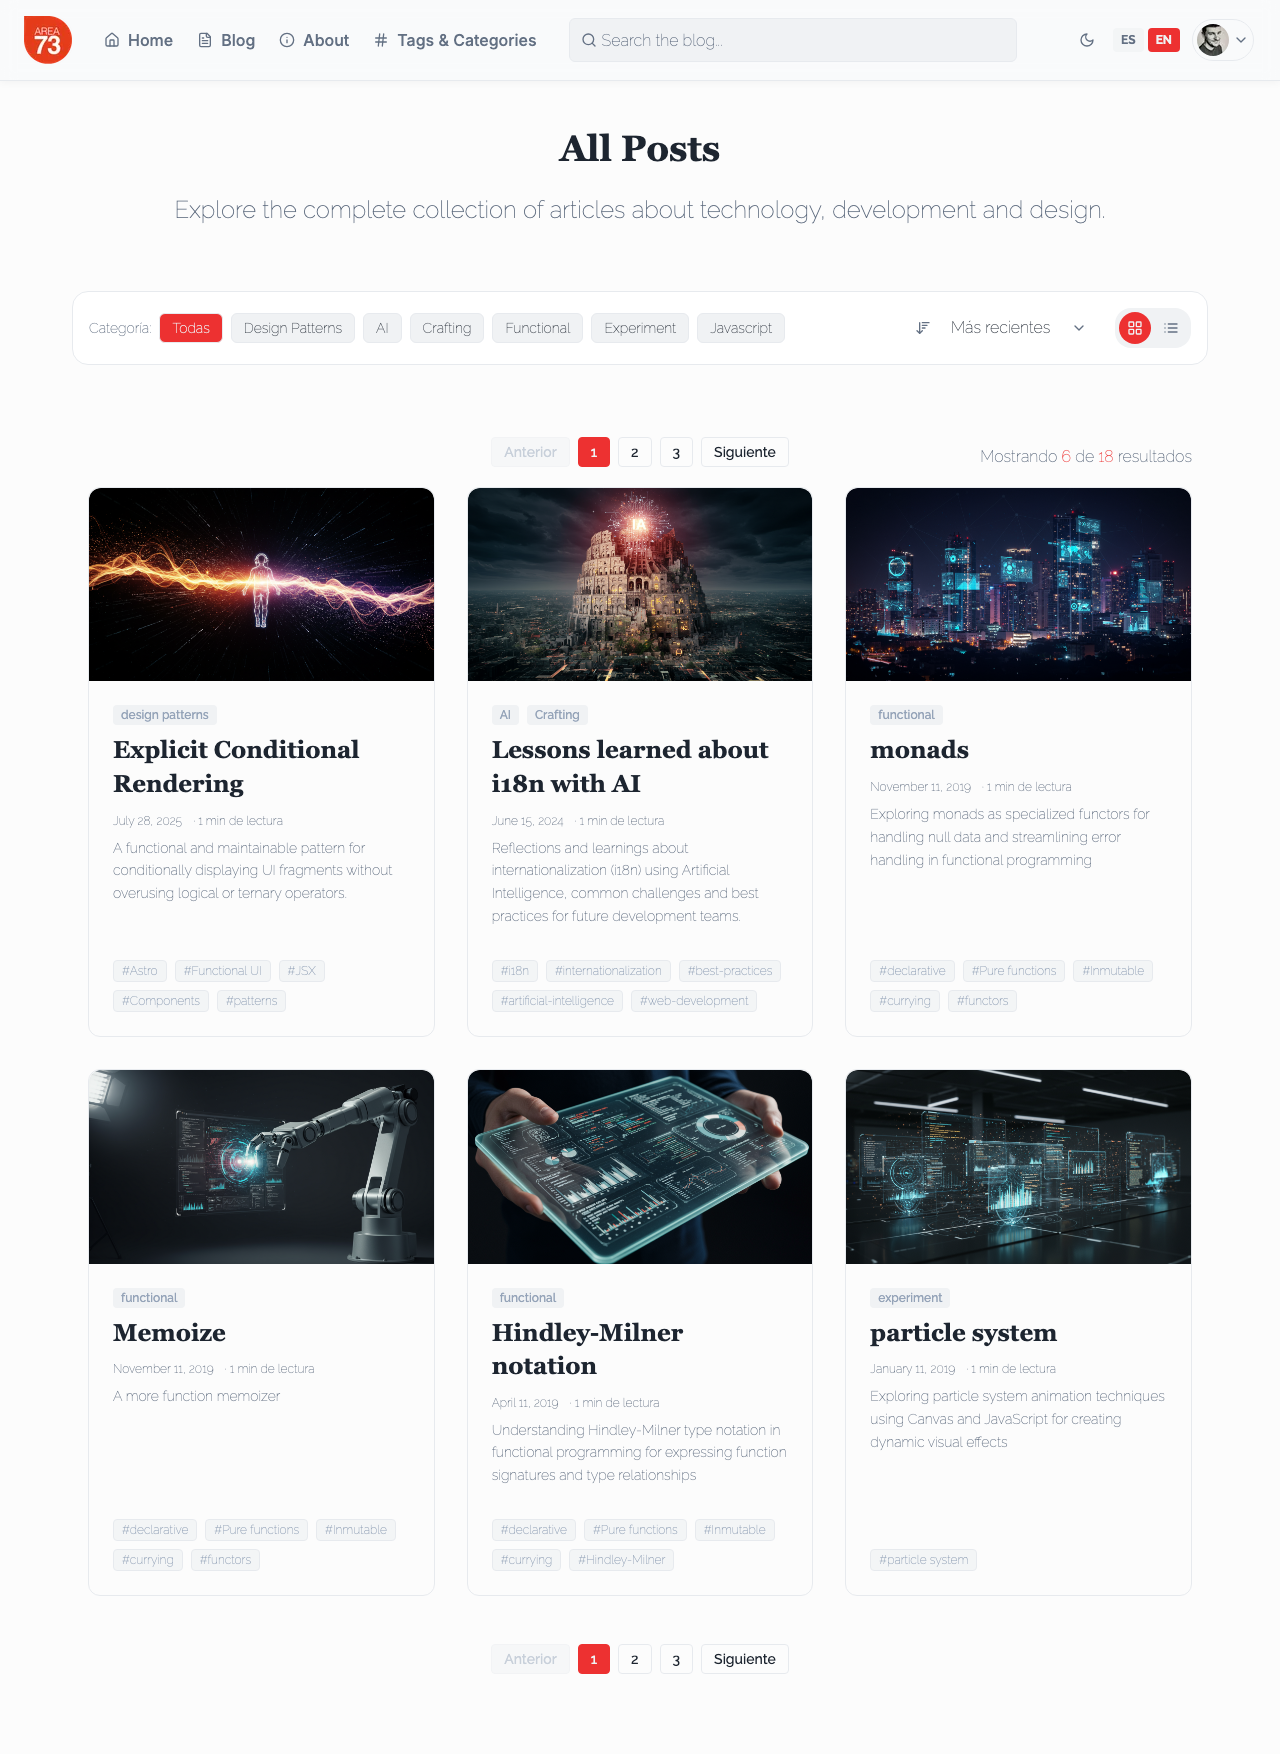 AREA
73
Home
Blog
About
Tags & Categories
Search the blog...
ES
EN
All Posts
Explore the complete collection of articles about technology, development and design.
Categoría: Todas Design Patterns AI Crafting Functional Experiment Javascript
Más recientes
Anterior 1 2 3 Siguiente
Mostrando 6 de 18 resultados
design patterns
Explicit Conditional
Rendering
July 28, 2025 · 1 min de lectura
A functional and maintainable pattern for
conditionally displaying UI fragments without
overusing logical or ternary operators.
#Astro #Functional UI #JSX
#Components #patterns
IA
AI Crafting
Lessons learned about
i18n with AI
June 15, 2024 · 1 min de lectura
Reflections and learnings about
internationalization (i18n) using Artificial
Intelligence, common challenges and best
practices for future development teams.
#i18n #internationalization #best-practices
#artificial-intelligence #web-development
functional
monads
November 11, 2019 · 1 min de lectura
Exploring monads as specialized functors for
handling null data and streamlining error
handling in functional programming
#declarative #Pure functions #Inmutable
#currying #functors
functional
Memoize
November 11, 2019 · 1 min de lectura
A more function memoizer
#declarative #Pure functions #Inmutable
#currying #functors
functional
Hindley-Milner
notation
April 11, 2019 · 1 min de lectura
Understanding Hindley-Milner type notation in
functional programming for expressing function
signatures and type relationships
#declarative #Pure functions #Inmutable
#currying #Hindley-Milner
experiment
particle system
January 11, 2019 · 1 min de lectura
Exploring particle system animation techniques
using Canvas and JavaScript for creating
dynamic visual effects
#particle system
Anterior 1 2 3 Siguiente